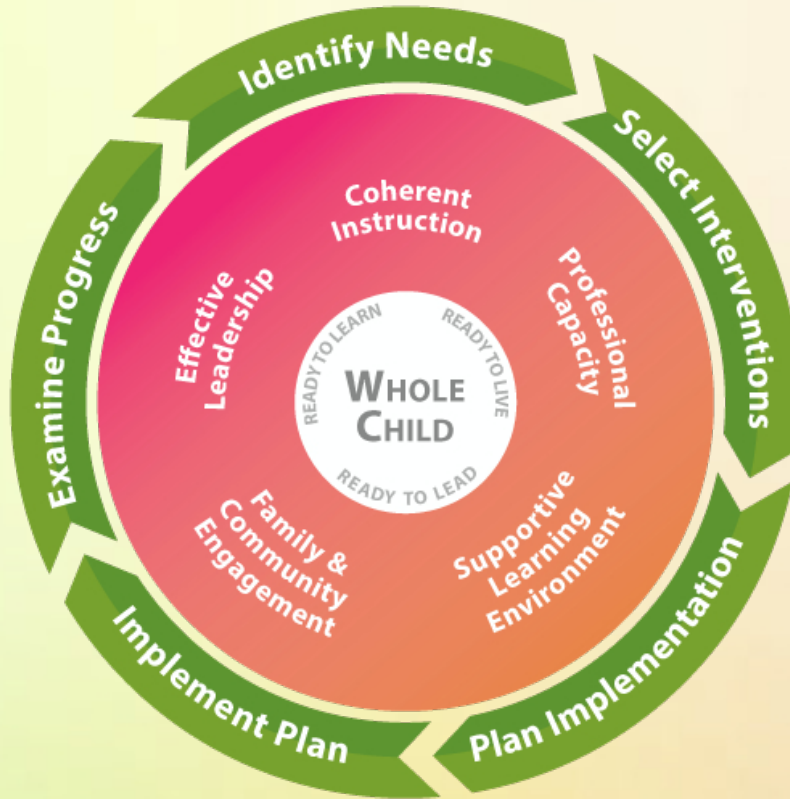 Identify Needs
Select Interventions
Plan Implementation
Implement Plan
Examine Progress
Coherent
Instruction
Professional
Capacity
Supportive
Learning
Environment
Family &
Community
Engagement
Effective
Leadership
READY TO LEARN
READY TO LIVE
READY TO LEAD
WHOLE
CHILD